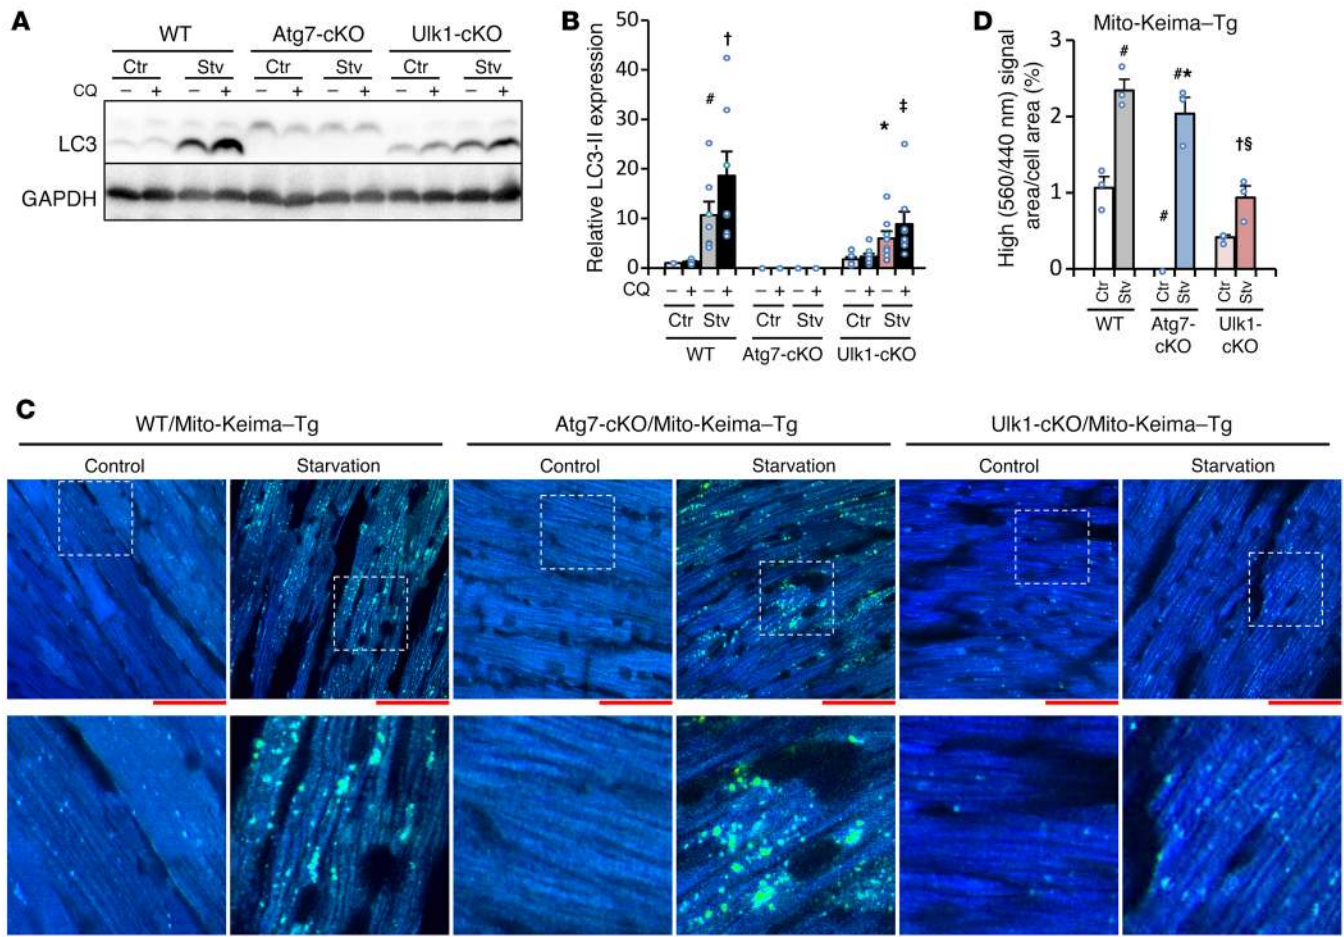 A
WT
Atg7-cKO
Ulk1-cKO
Ctr Stv Ctr Stv Ctr Stv
CQ − + − + − + − + − + − +
LC3
GAPDH
B
Relative LC3-II expression
50
40
30
20
10
0
#
†
*
‡
CQ − + − + − + − + − + − +
Ctr Stv Ctr Stv Ctr Stv
WT Atg7-cKO Ulk1-cKO
D
Mito-Keima–Tg
High (560/440 nm) signal
area/cell area (%)
3
2
1
0
#
#
#*
†§
Ctr Stv Ctr Stv Ctr Stv
WT Atg7- Ulk1-
cKO cKO
C
WT/Mito-Keima–Tg
Atg7-cKO/Mito-Keima–Tg
Ulk1-cKO/Mito-Keima–Tg
Control Starvation Control Starvation Control Starvation